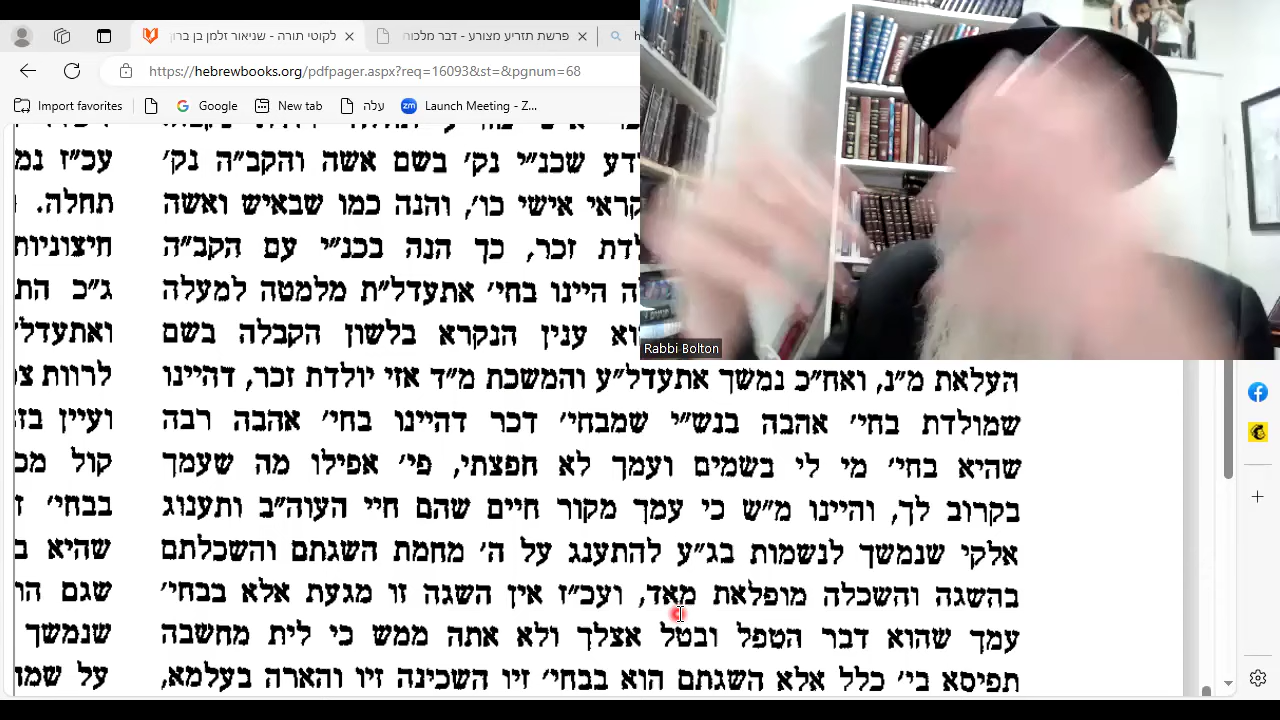 לקוטי תורה - שניאור זלמן בן ברוך
פרשת תזריע מצורע - דבר מלכות
https://hebrewbooks.org/pdfpager.aspx?req=16093&st=&pgnum=68
Import favorites
Google
New tab
עלה
Launch Meeting - Z...
Rabbi Bolton
ידע שכנ״י נק׳ בשם אשה והקב״ה נק׳
קראי אישי כו׳, והנה כמו שבאיש ואשה
לדת זכר, כך הנה בכנ״י עם הקב״ה
ה היינו בחי׳ אתעדל״ת מלמטה למעלה
וא ענין הנקרא בלשון הקבלה בשם
העלאת מ״נ, ואח״כ נמשך אתעדל״ע והמשכת מ״ד אזי יולדת זכר, דהיינו
שמולדת בחי׳ אהבה בנש״י שמבחי׳ דכר דהיינו בחי׳ אהבה רבה
שהיא בחי׳ מי לי בשמים ועמך לא חפצתי, פי׳ אפילו מה שעמך
בקרוב לך, והיינו מ״ש כי עמך מקור חיים שהם חיי העוה״ב ותענוג
אלקי שנמשך לנשמות בג״ע להתענג על ה׳ מחמת השגתם והשכלתם
בהשגה והשכלה מופלאת מאד, ועכ״ז אין השגה זו מגעת אלא בבחי׳
עמך שהוא דבר הטפל ובטל אצלך ולא אתה ממש כי לית מחשבה
תפיסא בי׳ כלל אלא השגתם הוא בבחי׳ זיו השכינה זיו והארה בעלמא,
עכ״ז נמ
תחלה.
חיצוניות
ג״כ הת
ואתעדל״
לרוות צ
ועיין בז
קול מכ
בבחי׳ ז
שהיא ב
שגם הו
שנמשך
על שמו